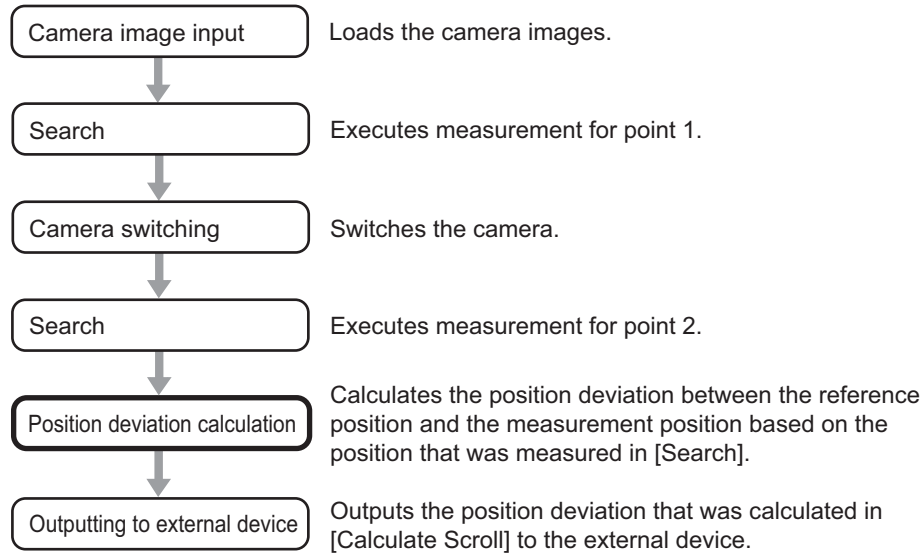 Camera image input
Loads the camera images.
Search
Executes measurement for point 1.
Camera switching
Switches the camera.
Search
Executes measurement for point 2.
Position deviation calculation
Calculates the position deviation between the reference
position and the measurement position based on the
position that was measured in [Search].
Outputting to external device
Outputs the position deviation that was calculated in
[Calculate Scroll] to the external device.